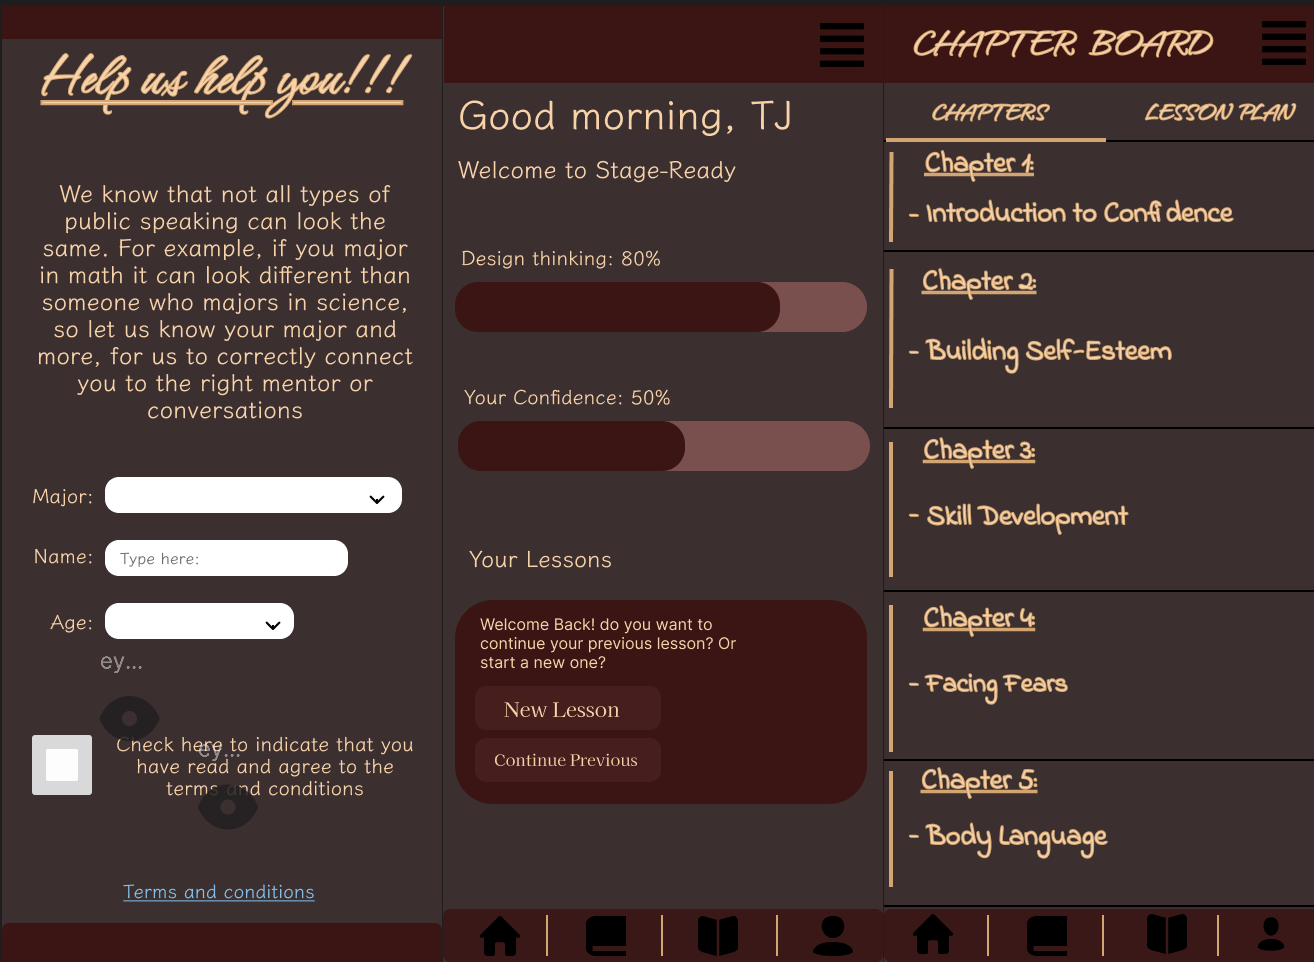 Help us help you!!!
We know that not all types of
public speaking can look the
same. For example, if you major
in math it can look different than
someone who majors in science,
so let us know your major and
more, for us to correctly connect
you to the right mentor or
conversations
Major:
Name: Type here:
Age:
ey...
ey...
Check here to indicate that you
have read and agree to the
terms and conditions
Terms and conditions
Good morning, TJ
Welcome to Stage-Ready
Design thinking: 80%
Your Confidence: 50%
Your Lessons
Welcome Back! do you want to
continue your previous lesson? Or
start a new one?
New Lesson
Continue Previous
CHAPTER BOARD
CHAPTERS LESSON PLAN
Chapter 1:
- Introduction to Confidence
Chapter 2:
- Building Self-Esteem
Chapter 3:
- Skill Development
Chapter 4:
- Facing Fears
Chapter 5:
- Body Language